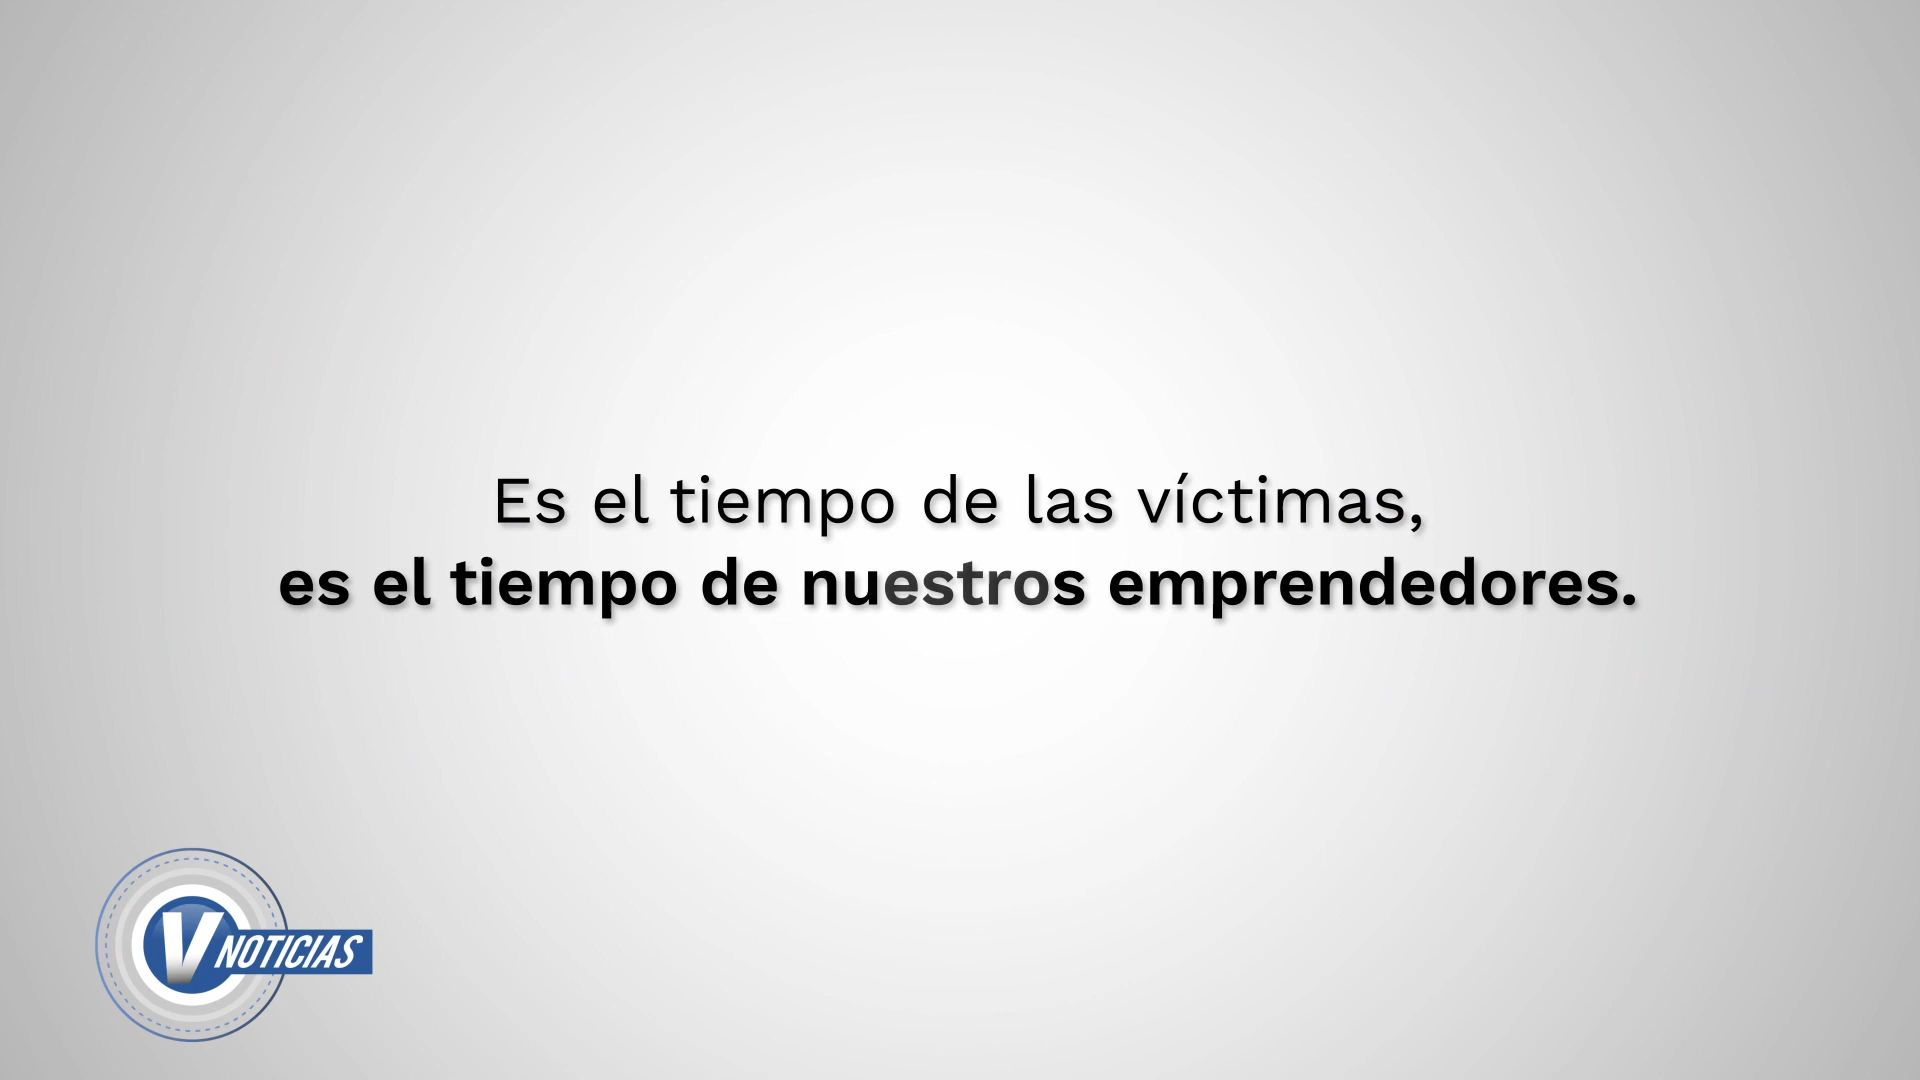 Es el tiempo de las víctimas,
es el tiempo de nuestros emprendedores.
V NOTICIAS